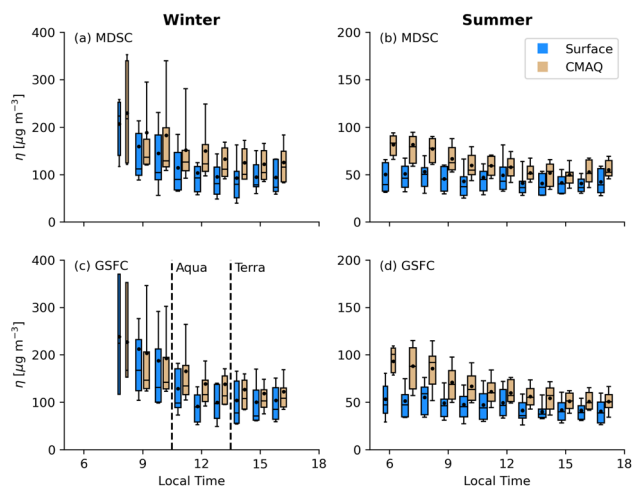 Winter
Summer
(a) MDSC
(b) MDSC
Surface
CMAQ
400
300
200
100
0
η [μg m⁻³]
200
150
100
50
0
(c) GSFC
Aqua
Terra
(d) GSFC
400
300
200
100
0
η [μg m⁻³]
200
150
100
50
0
6 9 12 15 18
6 9 12 15 18
Local Time
Local Time